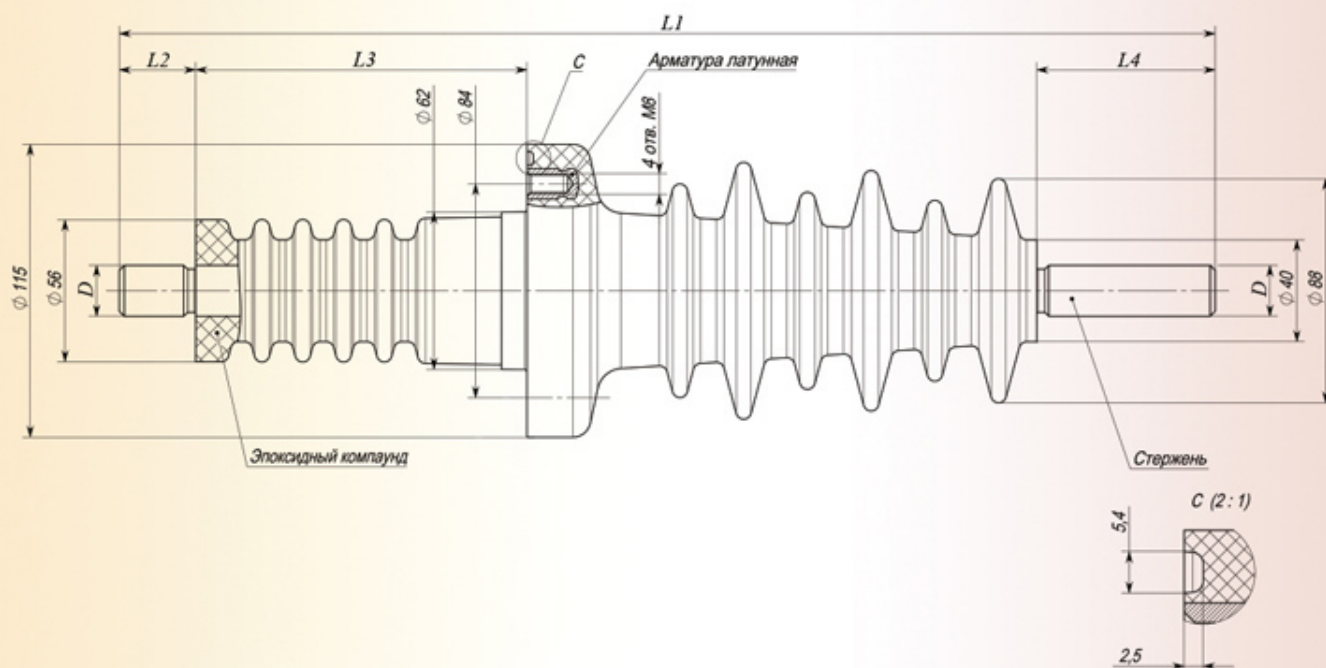 L1
L2
L3
C
Арматура латунная
L4
∅ 62
∅ 84
4 отв. М8
∅ 115
∅ 56
D
D
∅ 40
∅ 88
Эпоксидный компаунд
Стержень
C (2 : 1)
5,4
2,5